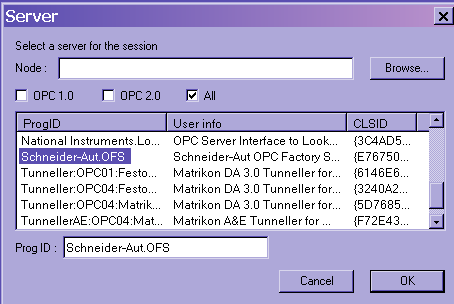 Server
Select a server for the session
Node :
Browse...
OPC 1.0 OPC 2.0 All
ProgID User info CLSID
National Instruments.Lo... OPC Server Interface to Look... {3C4AD5...
Schneider-Aut.OFS Schneider-Aut OPC Factory S... {E76750...
Tunneller:OPC01:Festo... Matrikon DA 3.0 Tunneller for... {6146E6...
Tunneller:OPC04:Festo... Matrikon DA 3.0 Tunneller for... {3240A2...
Tunneller:OPC04:Matrik... Matrikon DA 3.0 Tunneller for... {5D7685...
TunnellerAE:OPC04:Mat... Matrikon A&E Tunneller for ... {F72E43...
Prog ID : Schneider-Aut.OFS
Cancel OK